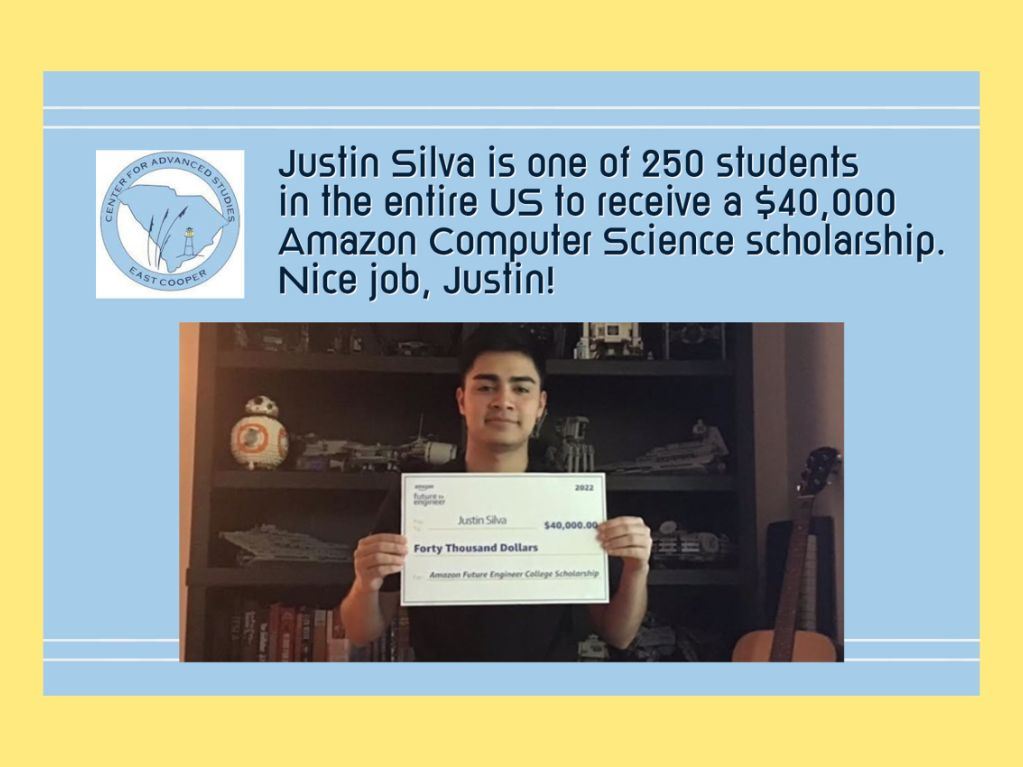 CENTER FOR ADVANCED STUDIES
EAST COOPER
Justin Silva is one of 250 students
in the entire US to receive a $40,000
Amazon Computer Science scholarship.
Nice job, Justin!
amazon
future
engineer
2022
Justin Silva
$40,000.00
Forty Thousand Dollars
Amazon Future Engineer College Scholarship